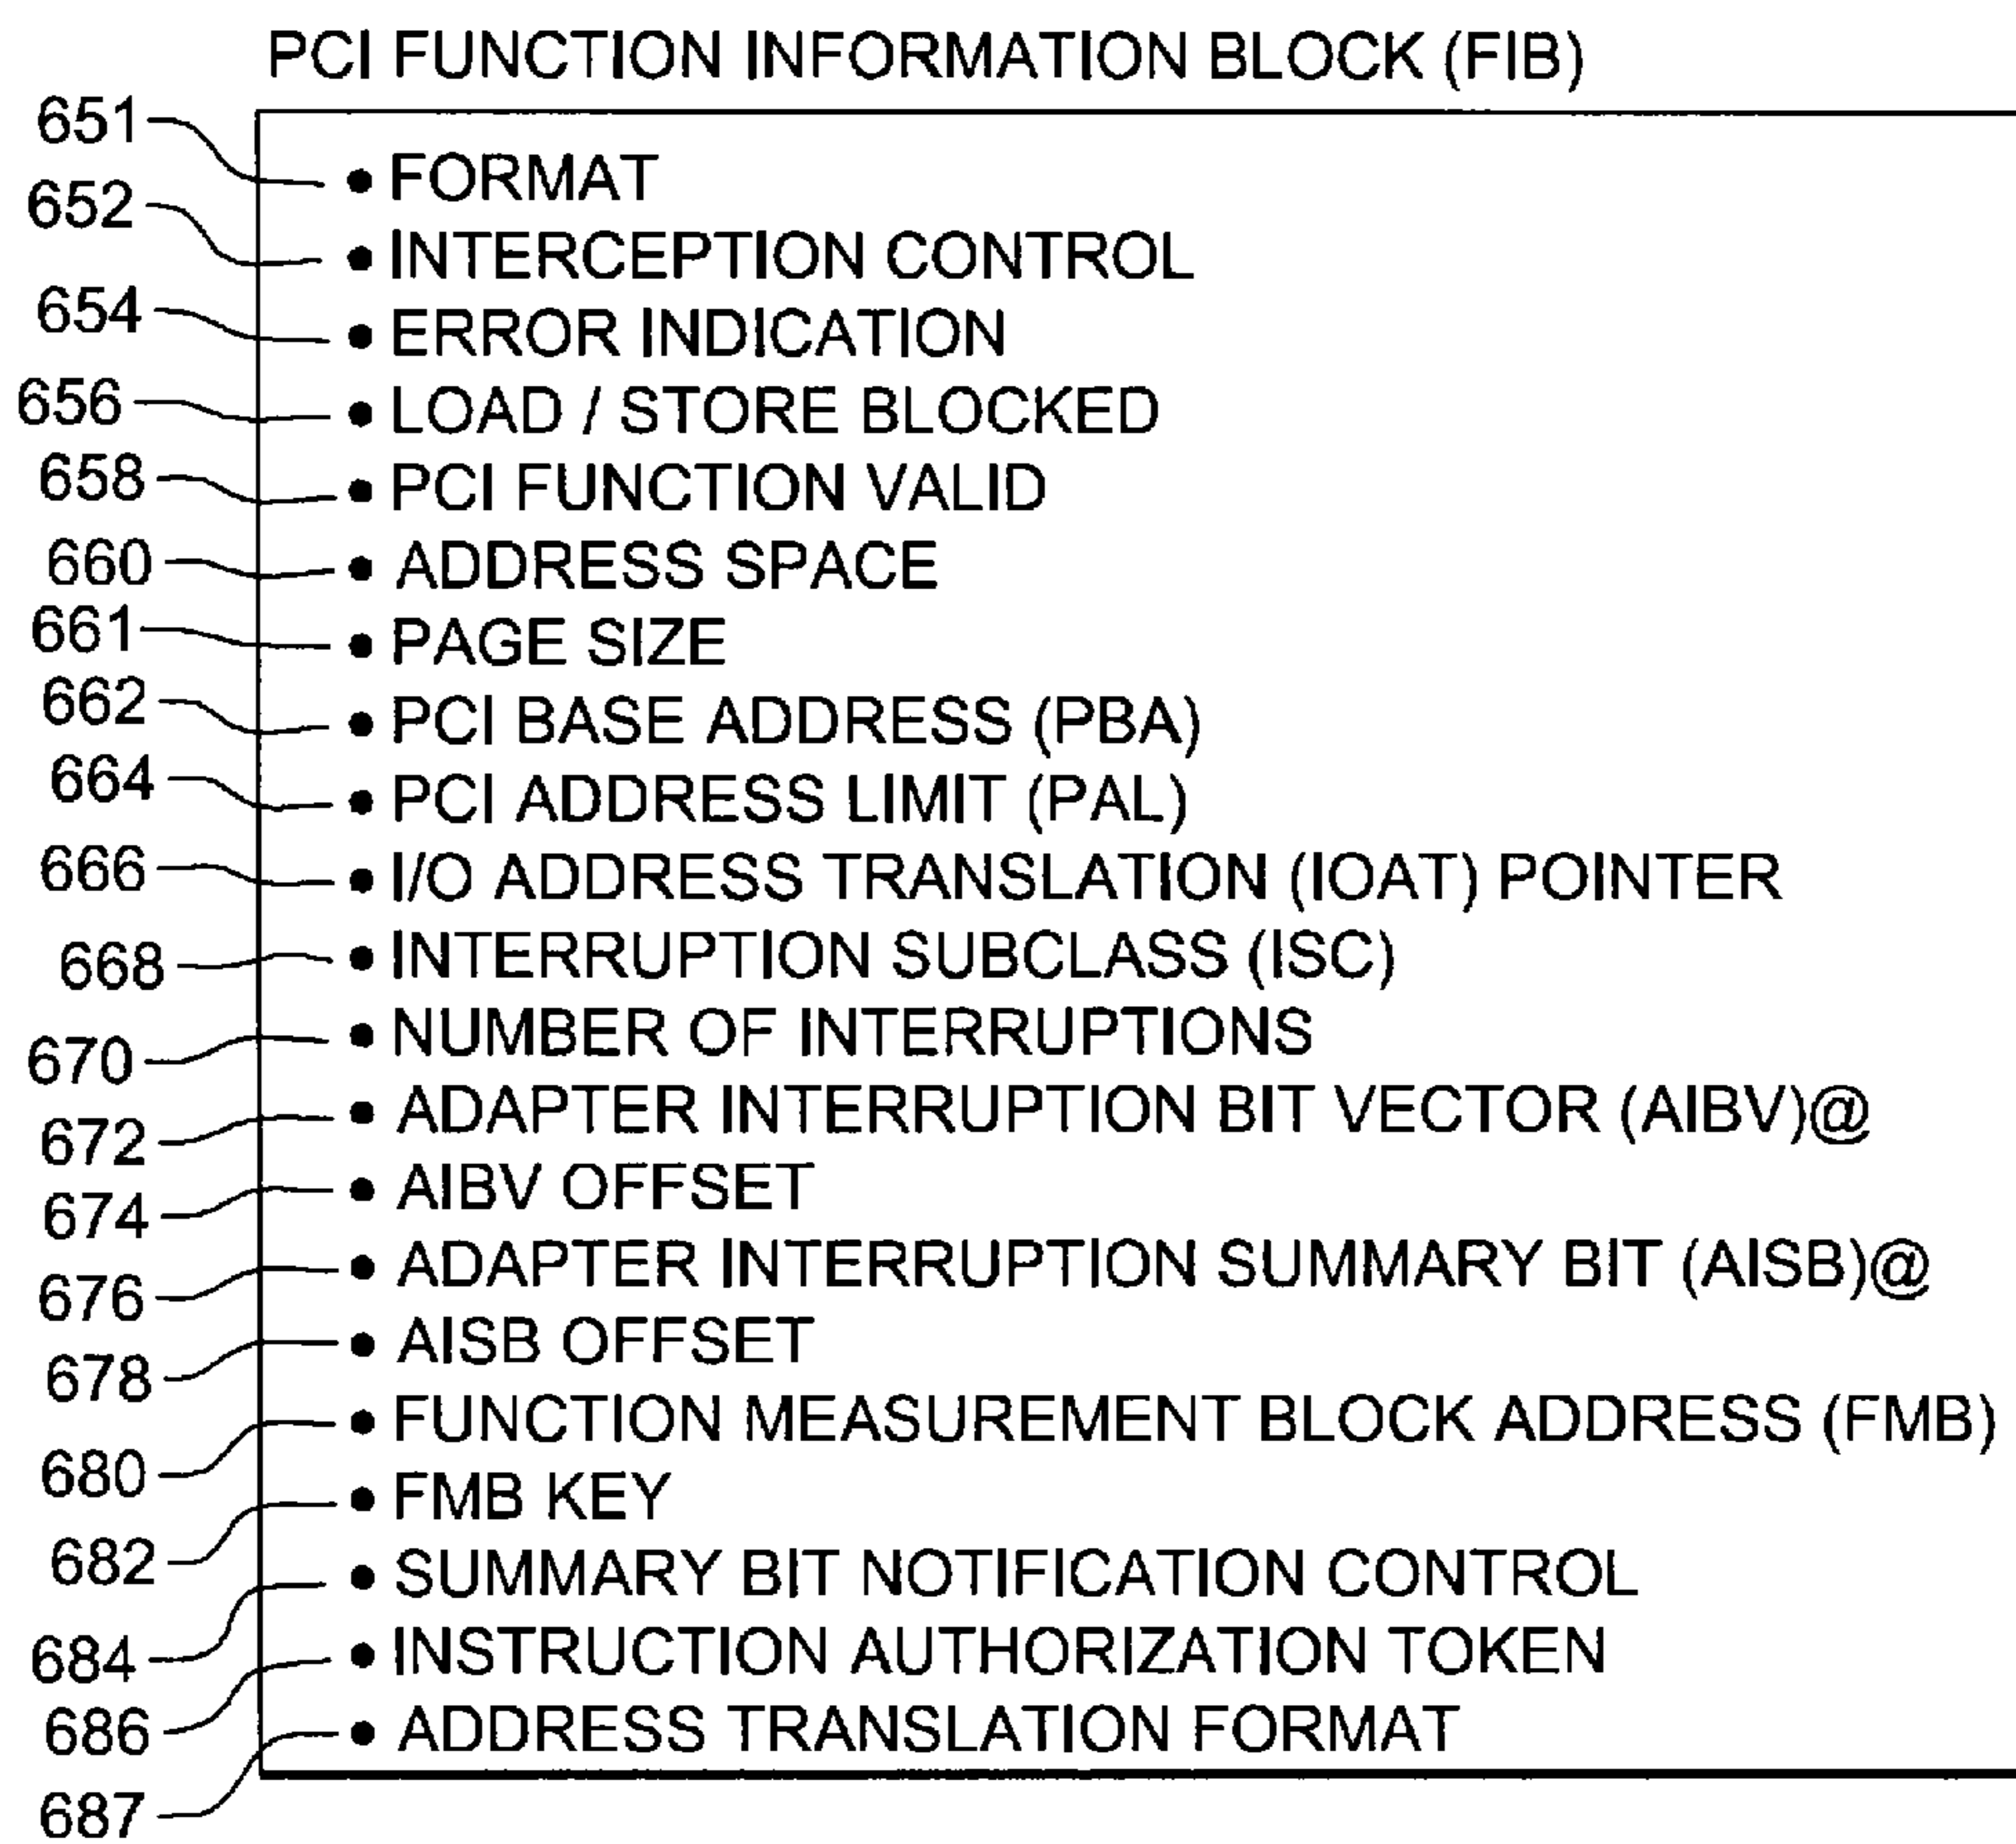 PCI FUNCTION INFORMATION BLOCK (FIB)
651 • FORMAT
652 • INTERCEPTION CONTROL
654 • ERROR INDICATION
656 • LOAD / STORE BLOCKED
658 • PCI FUNCTION VALID
660 • ADDRESS SPACE
661 • PAGE SIZE
662 • PCI BASE ADDRESS (PBA)
664 • PCI ADDRESS LIMIT (PAL)
666 • I/O ADDRESS TRANSLATION (IOAT) POINTER
668 • INTERRUPTION SUBCLASS (ISC)
670 • NUMBER OF INTERRUPTIONS
672 • ADAPTER INTERRUPTION BIT VECTOR (AIBV)@
674 • AIBV OFFSET
676 • ADAPTER INTERRUPTION SUMMARY BIT (AISB)@
678 • AISB OFFSET
680 • FUNCTION MEASUREMENT BLOCK ADDRESS (FMB)
682 • FMB KEY
684 • SUMMARY BIT NOTIFICATION CONTROL
686 • INSTRUCTION AUTHORIZATION TOKEN
687 • ADDRESS TRANSLATION FORMAT